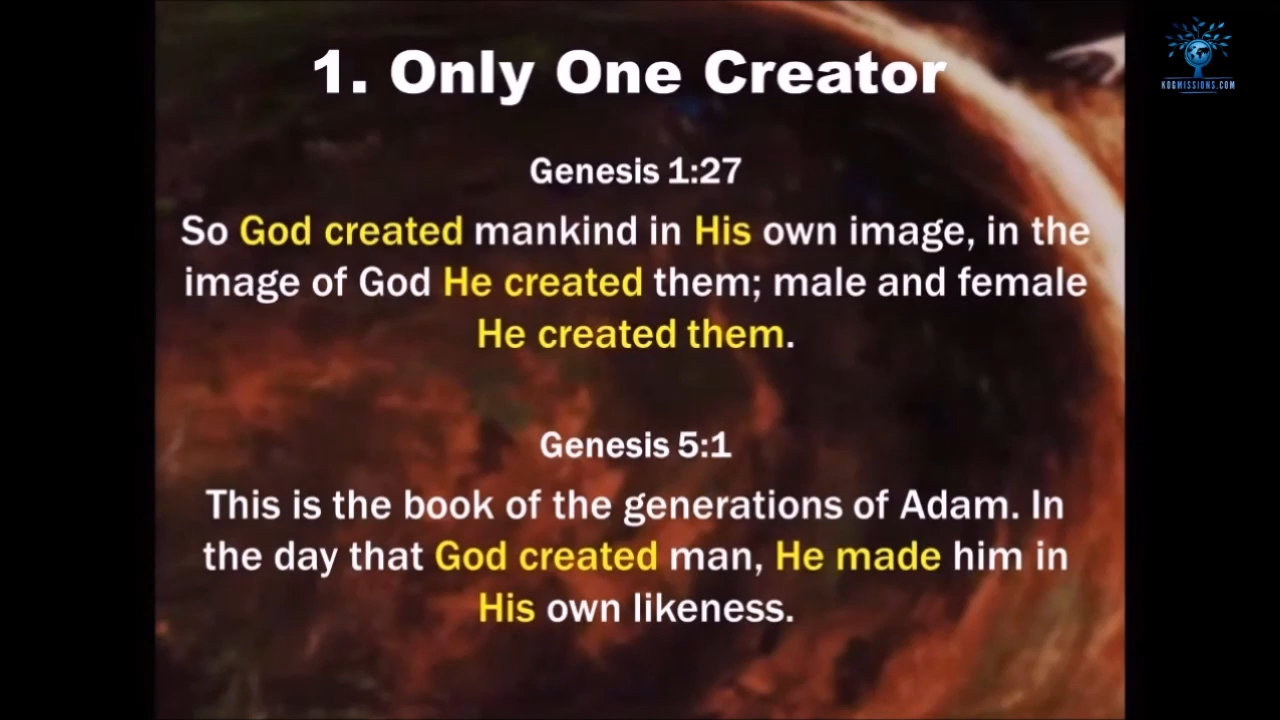 1. Only One Creator
KOGMISSIONS.COM
Genesis 1:27
So God created mankind in His own image, in the
image of God He created them; male and female
He created them.
Genesis 5:1
This is the book of the generations of Adam. In
the day that God created man, He made him in
His own likeness.